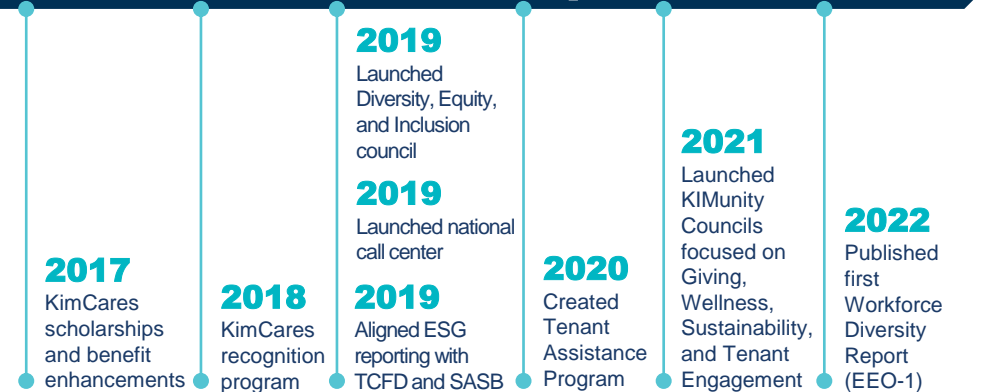 2017
KimCares
scholarships
and benefit
enhancements
2018
KimCares
recognition
program
2019
Launched
Diversity, Equity,
and Inclusion
council
2019
Launched national
call center
2019
Aligned ESG
reporting with
TCFD and SASB
2020
Created
Tenant
Assistance
Program
2021
Launched
KIMunity
Councils
focused on
Giving,
Wellness,
Sustainability,
and Tenant
Engagement
2022
Published
first
Workforce
Diversity
Report
(EEO-1)